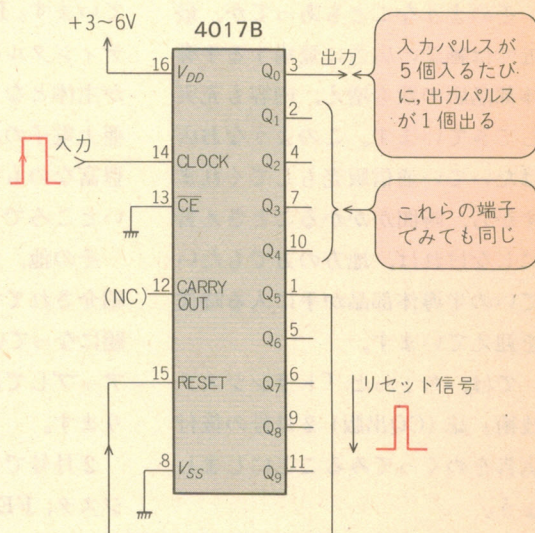 +3~6V
4017B
16
V_DD
14
CLOCK
入力
13
CE
(NC)
12
CARRY
OUT
15
RESET
8
V_SS
Q0
3
出力
Q1
2
Q2
4
Q3
7
Q4
10
Q5
1
Q6
5
Q7
6
Q8
9
Q9
11
入力パルスが
5個入るたび
に,出力パルス
が1個出る
これらの端子
でみても同じ
リセット信号